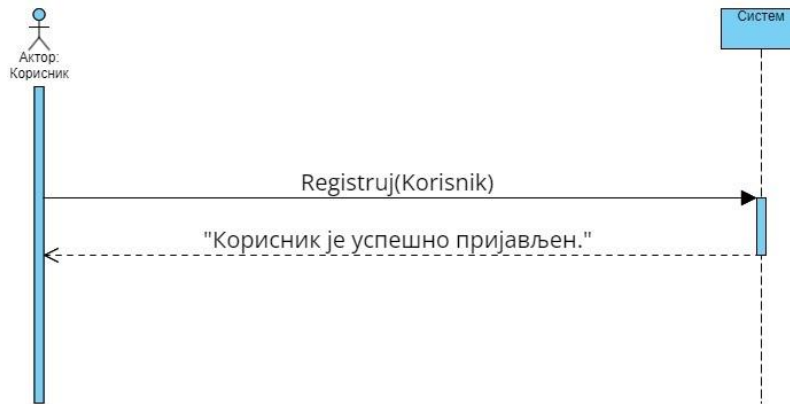 Актор:
Корисник
Систем
Registruj(Korisnik)
"Корисник је успешно пријављен."